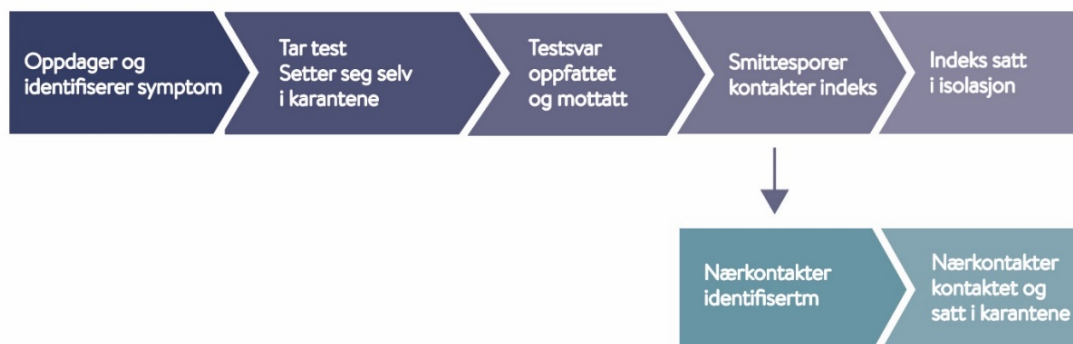 Oppdager og
identifiserer symptom
Tar test
Setter seg selv
i karantene
Testsvar
oppfattet
og mottatt
Smittesporer
kontakter indeks
Indeks satt
i isolasjon
Nærkontakter
identifisertm
Nærkontakter
kontaktet og
satt i karantene